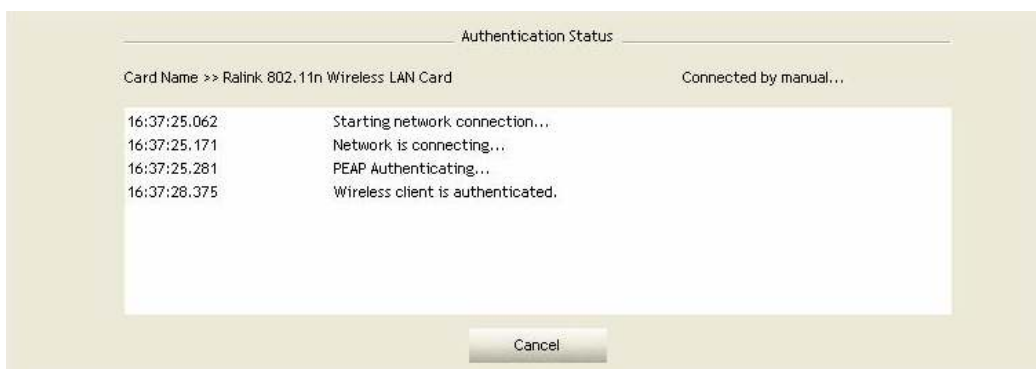 Authentication Status
Card Name >> Ralink 802.11n Wireless LAN Card Connected by manual...
16:37:25.062 Starting network connection...
16:37:25.171 Network is connecting...
16:37:25.281 PEAP Authenticating...
16:37:28.375 Wireless client is authenticated.
Cancel